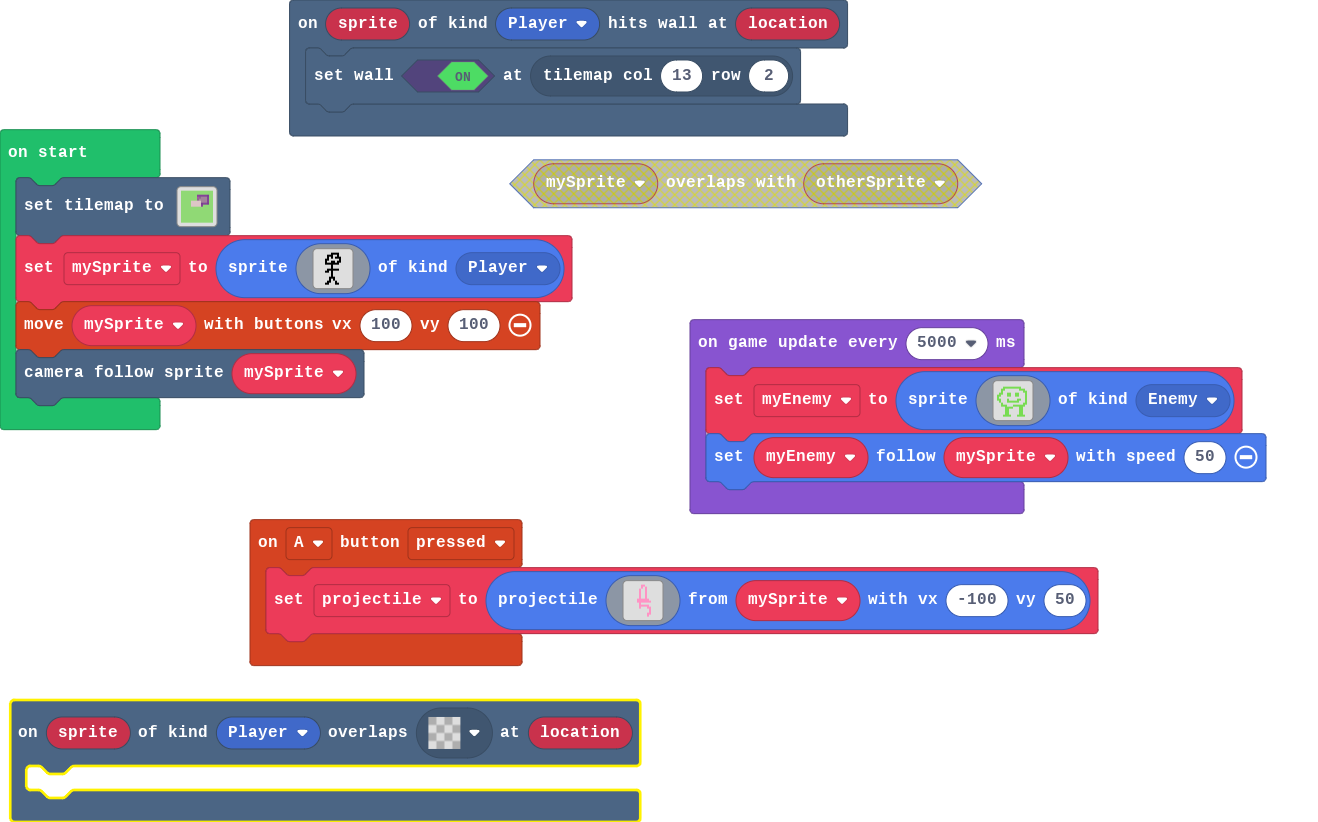 on sprite of kind Player hits wall at location
set wall ON at tilemap col 13 row 2
on start
set tilemap to
set mySprite to sprite of kind Player
move mySprite with buttons vx 100 vy 100
camera follow sprite mySprite
mySprite overlaps with otherSprite
on game update every 5000 ms
set myEnemy to sprite of kind Enemy
set myEnemy follow mySprite with speed 50
on A button pressed
set projectile to projectile from mySprite with vx -100 vy 50
on sprite of kind Player overlaps at location